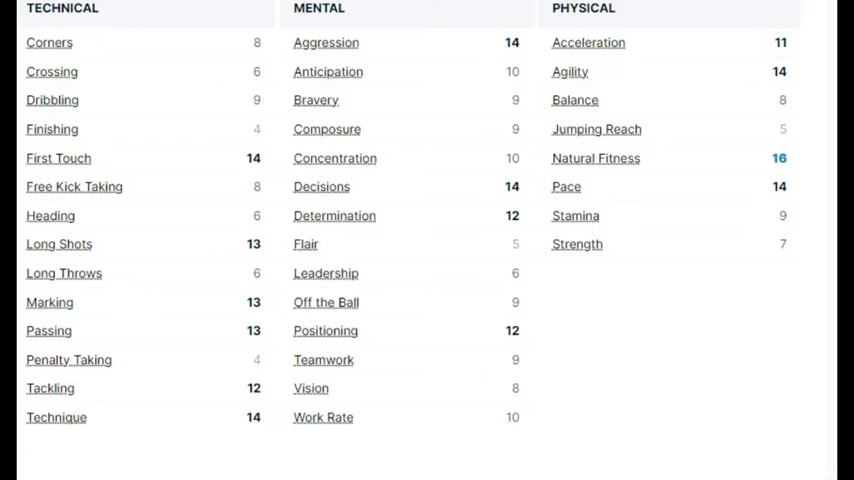 TECHNICAL MENTAL PHYSICAL
Corners 8 Aggression 14 Acceleration 11
Crossing 6 Anticipation 10 Agility 14
Dribbling 9 Bravery 9 Balance 8
Finishing 4 Composure 9 Jumping Reach 5
First Touch 14 Concentration 10 Natural Fitness 16
Free Kick Taking 8 Decisions 14 Pace 14
Heading 6 Determination 12 Stamina 9
Long Shots 13 Flair 5 Strength 7
Long Throws 6 Leadership 6
Marking 13 Off the Ball 9
Passing 13 Positioning 12
Penalty Taking 4 Teamwork 9
Tackling 12 Vision 8
Technique 14 Work Rate 10